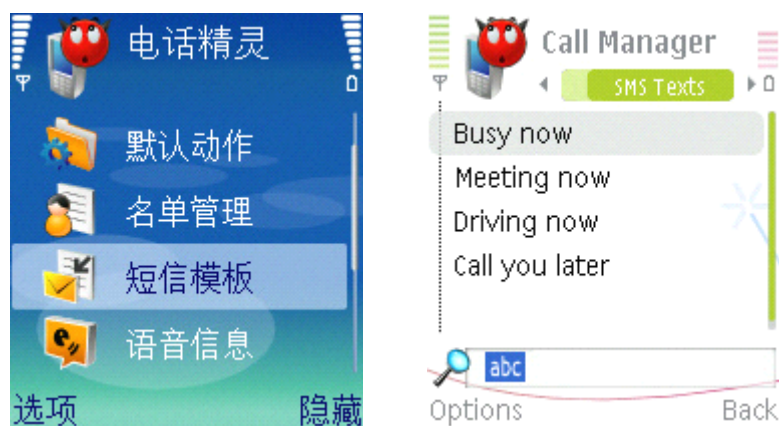 电话精灵
默认动作
名单管理
短信模板
语音信息
选项 隐藏
Call Manager
SMS Texts
Busy now
Meeting now
Driving now
Call you later
abc
Options Back